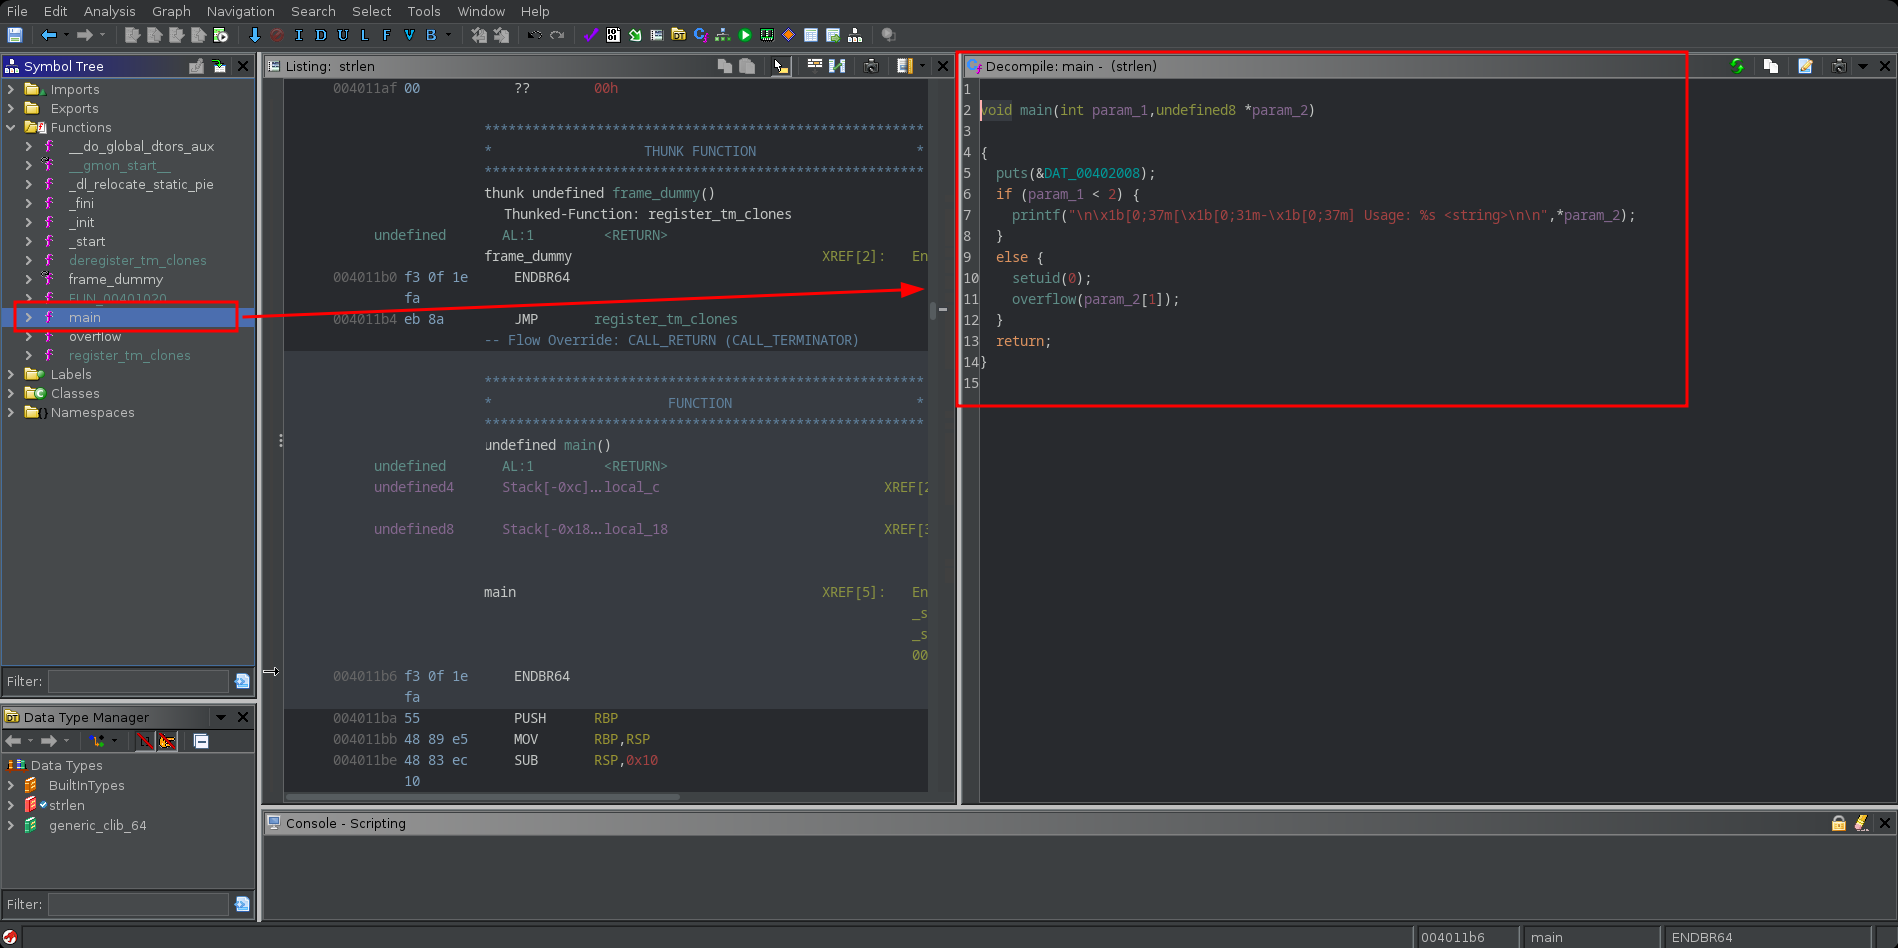 File Edit Analysis Graph Navigation Search Select Tools Window Help
I D U L F V B
Symbol Tree
Imports
Exports
Functions
__do_global_dtors_aux
__gmon_start__
_dl_relocate_static_pie
_fini
_init
_start
deregister_tm_clones
frame_dummy
FUN_00401020
main
overflow
register_tm_clones
Labels
Classes
Namespaces
Filter:
Data Type Manager
Data Types
BuiltInTypes
strlen
generic_clib_64
Filter:
Listing: strlen
004011af 00 ?? 00h
*******************************************************
* THUNK FUNCTION *
*******************************************************
thunk undefined frame_dummy()
Thunked-Function: register_tm_clones
undefined AL:1 <RETURN>
frame_dummy XREF[2]: En
004011b0 f3 0f 1e ENDBR64
fa
004011b4 eb 8a JMP register_tm_clones
-- Flow Override: CALL_RETURN (CALL_TERMINATOR)
*******************************************************
* FUNCTION *
*******************************************************
undefined main()
undefined AL:1 <RETURN>
undefined4 Stack[-0xc]...local_c XREF[2
undefined8 Stack[-0x18...local_18 XREF[3
main XREF[5]: En
_s
_s
00
004011b6 f3 0f 1e ENDBR64
fa
004011ba 55 PUSH RBP
004011bb 48 89 e5 MOV RBP,RSP
004011be 48 83 ec SUB RSP,0x10
10
Decompile: main - (strlen)
1
2 void main(int param_1,undefined8 *param_2)
3
4 {
5 puts(&DAT_00402008);
6 if (param_1 < 2) {
7 printf("\n\x1b[0;37m[\x1b[0;31m-\x1b[0;37m] Usage: %s <string>\n\n",*param_2);
8 }
9 else {
10 setuid(0);
11 overflow(param_2[1]);
12 }
13 return;
14 }
15
Console - Scripting
004011b6 main ENDBR64